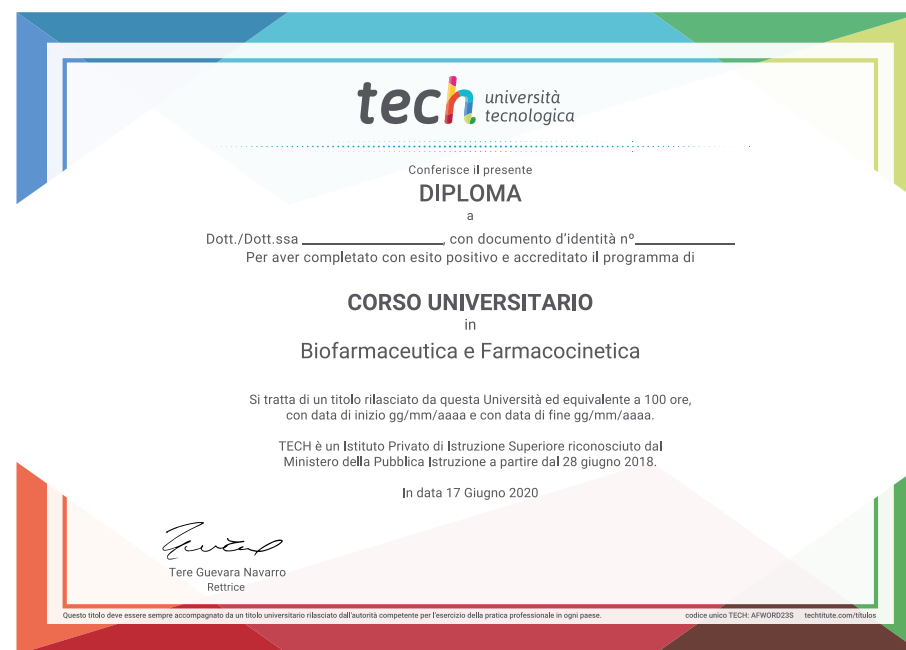 tech università
tecnologica
Conferisce il presente
DIPLOMA
a
Dott./Dott.ssa ____________________, con documento d'identità nº______________
Per aver completato con esito positivo e accreditato il programma di
CORSO UNIVERSITARIO
in
Biofarmaceutica e Farmacocinetica
Si tratta di un titolo rilasciato da questa Università ed equivalente a 100 ore,
con data di inizio gg/mm/aaaa e con data di fine gg/mm/aaaa.
TECH è un Istituto Privato di Istruzione Superiore riconosciuto dal
Ministero della Pubblica Istruzione a partire dal 28 giugno 2018.
In data 17 Giugno 2020
Tere Guevara Navarro
Rettrice
Questo titolo deve essere sempre accompagnato da un titolo universitario rilasciato dall'autorità competente per l'esercizio della pratica professionale in ogni paese. codice unico TECH: AFWORD23S techtitute.com/titulos